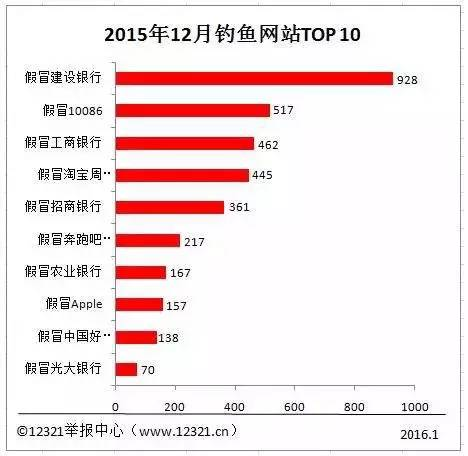 2015年12月钓鱼网站TOP 10
假冒建设银行 928
假冒10086 517
假冒工商银行 462
假冒淘宝周… 445
假冒招商银行 361
假冒奔跑吧… 217
假冒农业银行 167
假冒Apple 157
假冒中国好… 138
假冒光大银行 70
0 200 400 600 800 1000
©12321举报中心（www.12321.cn） 2016.1